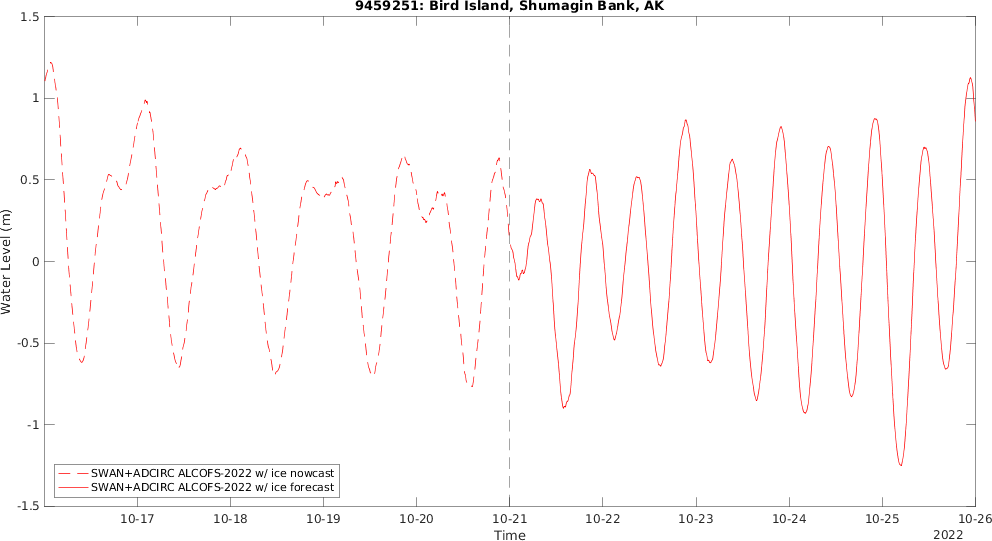 9459251: Bird Island, Shumagin Bank, AK
1.5
1
0.5
0
-0.5
-1
-1.5
Water Level (m)
SWAN+ADCIRC ALCOFS-2022 w/ ice nowcast
SWAN+ADCIRC ALCOFS-2022 w/ ice forecast
10-17 10-18 10-19 10-20 10-21 10-22 10-23 10-24 10-25 10-26
Time
2022